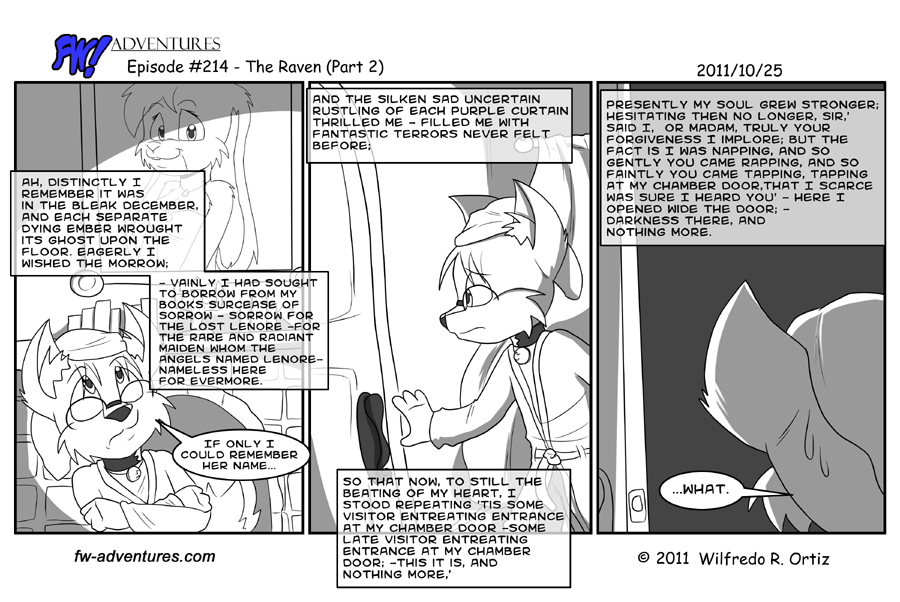 FW! ADVENTURES
Episode #214 - The Raven (Part 2)
2011/10/25
AH, DISTINCTLY I
REMEMBER IT WAS
IN THE BLEAK DECEMBER,
AND EACH SEPARATE
DYING EMBER WROUGHT
ITS GHOST UPON THE
FLOOR. EAGERLY I
WISHED THE MORROW;
- VAINLY I HAD SOUGHT
TO BORROW FROM MY
BOOKS SURCEASE OF
SORROW - SORROW FOR
THE LOST LENORE -FOR
THE RARE AND RADIANT
MAIDEN WHOM THE
ANGELS NAMED LENORE-
NAMELESS HERE
FOR EVERMORE.
IF ONLY I
COULD REMEMBER
HER NAME...
AND THE SILKEN SAD UNCERTAIN
RUSTLING OF EACH PURPLE CURTAIN
THRILLED ME - FILLED ME WITH
FANTASTIC TERRORS NEVER FELT
BEFORE;
SO THAT NOW, TO STILL THE
BEATING OF MY HEART, I
STOOD REPEATING 'TIS SOME
VISITOR ENTREATING ENTRANCE
AT MY CHAMBER DOOR -SOME
LATE VISITOR ENTREATING
ENTRANCE AT MY CHAMBER
DOOR; -THIS IT IS, AND
NOTHING MORE,'
PRESENTLY MY SOUL GREW STRONGER;
HESITATING THEN NO LONGER, SIR,'
SAID I, OR MADAM, TRULY YOUR
FORGIVENESS I IMPLORE; BUT THE
FACT IS I WAS NAPPING, AND SO
GENTLY YOU CAME RAPPING, AND SO
FAINTLY YOU CAME TAPPING, TAPPING
AT MY CHAMBER DOOR,THAT I SCARCE
WAS SURE I HEARD YOU' - HERE I
OPENED WIDE THE DOOR; -
DARKNESS THERE, AND
NOTHING MORE.
...WHAT.
fw-adventures.com
© 2011 Wilfredo R. Ortiz